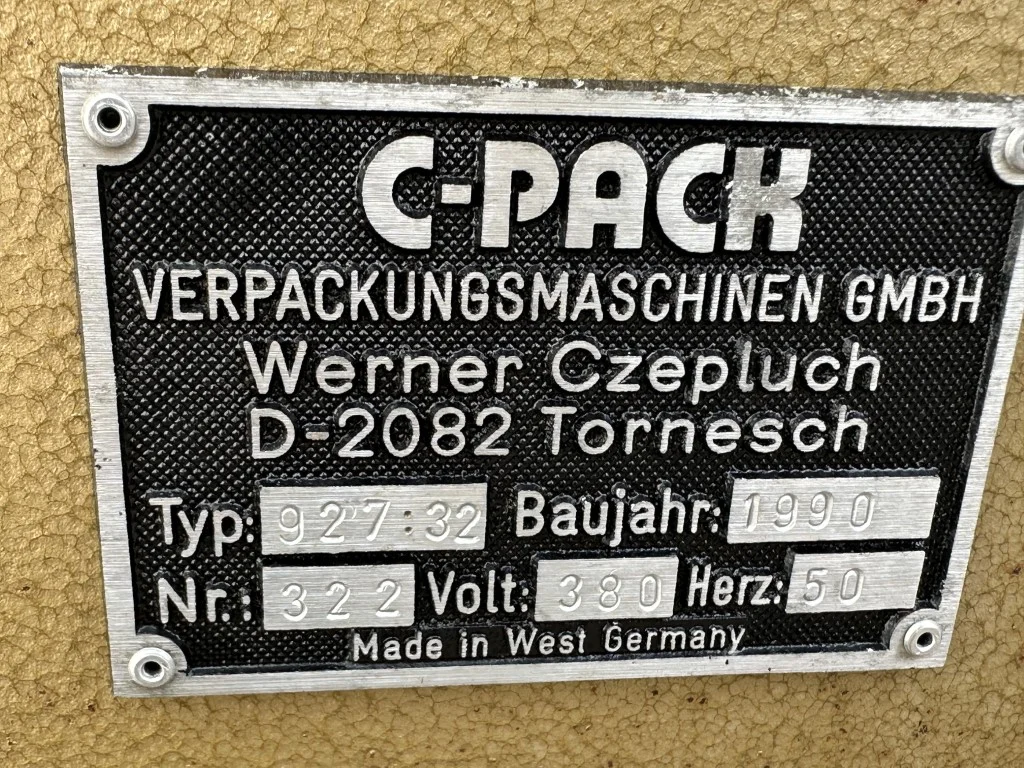 C-PACK
VERPACKUNGSMASCHINEN GMBH
Werner Czepluch
D-2082 Tornesch
Typ: 927:32 Baujahr: 1990
Nr.: 322 Volt: 380 Herz: 50
Made in West Germany